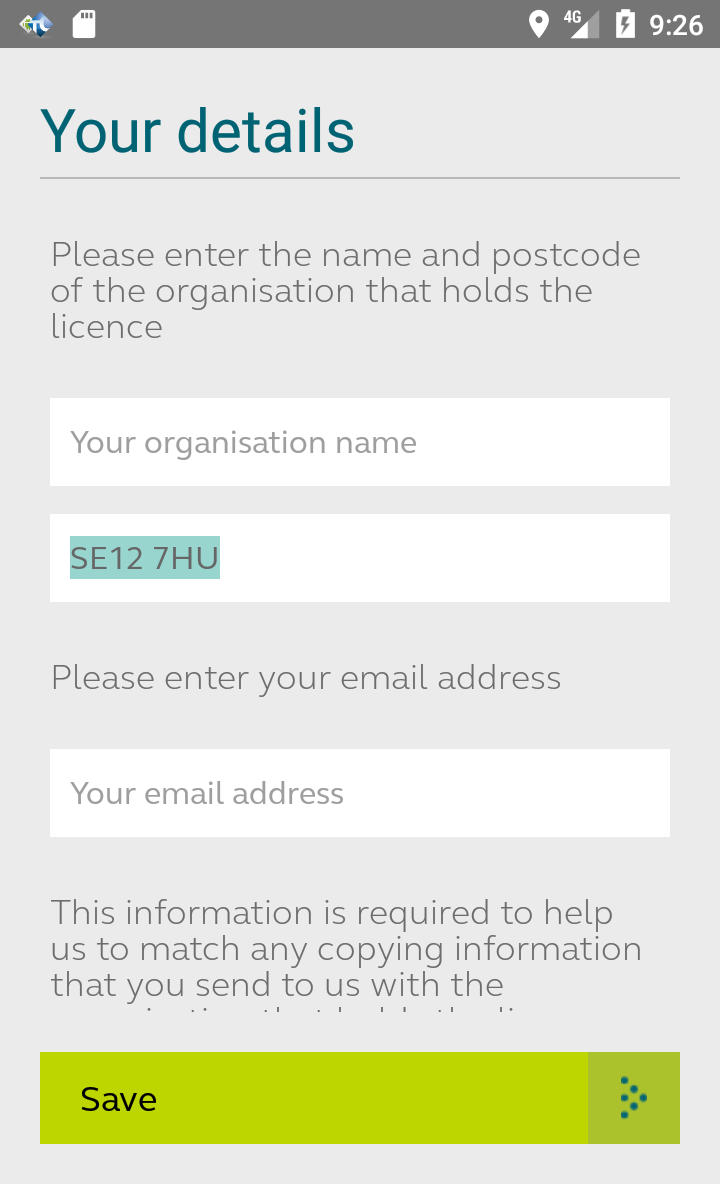 4G 9:26
Your details
Please enter the name and postcode
of the organisation that holds the
licence
Your organisation name
SE12 7HU
Please enter your email address
Your email address
This information is required to help
us to match any copying information
that you send to us with the
Save